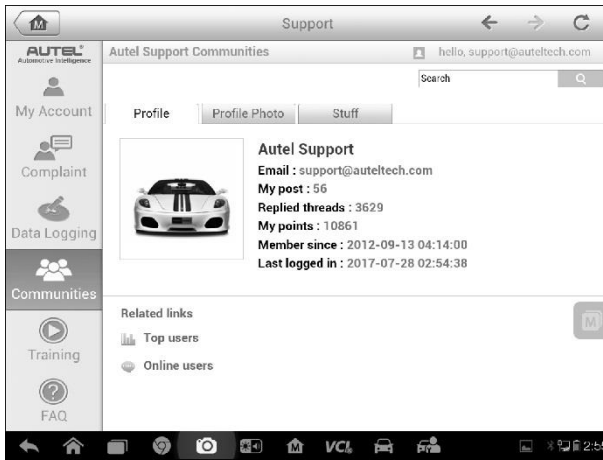 Support
AUTEL®
Automotive Intelligence
Autel Support Communities
hello, support@auteltech.com
Search
My Account
Complaint
Data Logging
Communities
Training
FAQ
Profile
Profile Photo
Stuff
Autel Support
Email : support@auteltech.com
My post : 56
Replied threads : 3629
My points : 10861
Member since : 2012-09-13 04:14:00
Last logged in : 2017-07-28 02:54:38
Related links
Top users
Online users
M
M
VCI